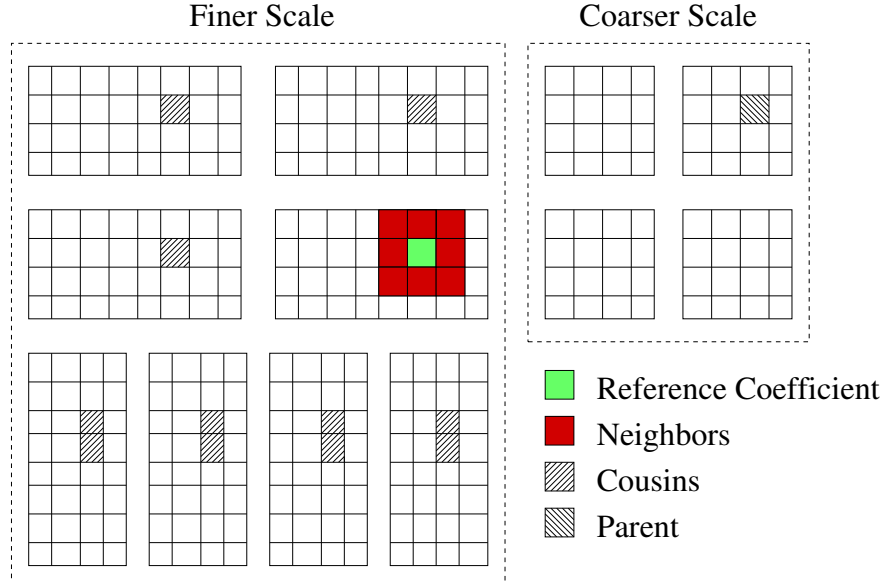 Finer Scale
Coarser Scale
Reference Coefficient
Neighbors
Cousins
Parent